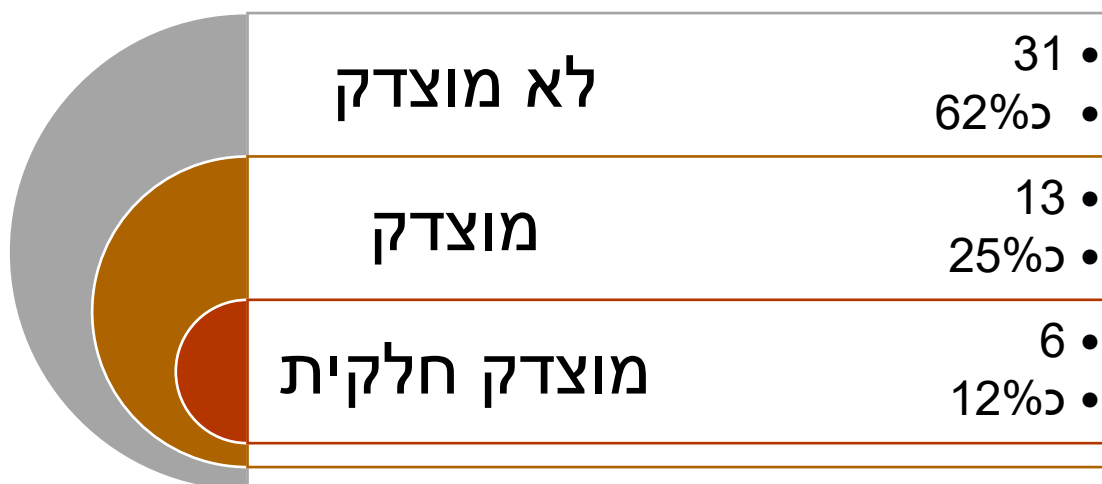 לא מוצדק
• 31
• כ62%
מוצדק
• 13
• כ25%
מוצדק חלקית
• 6
• כ12%